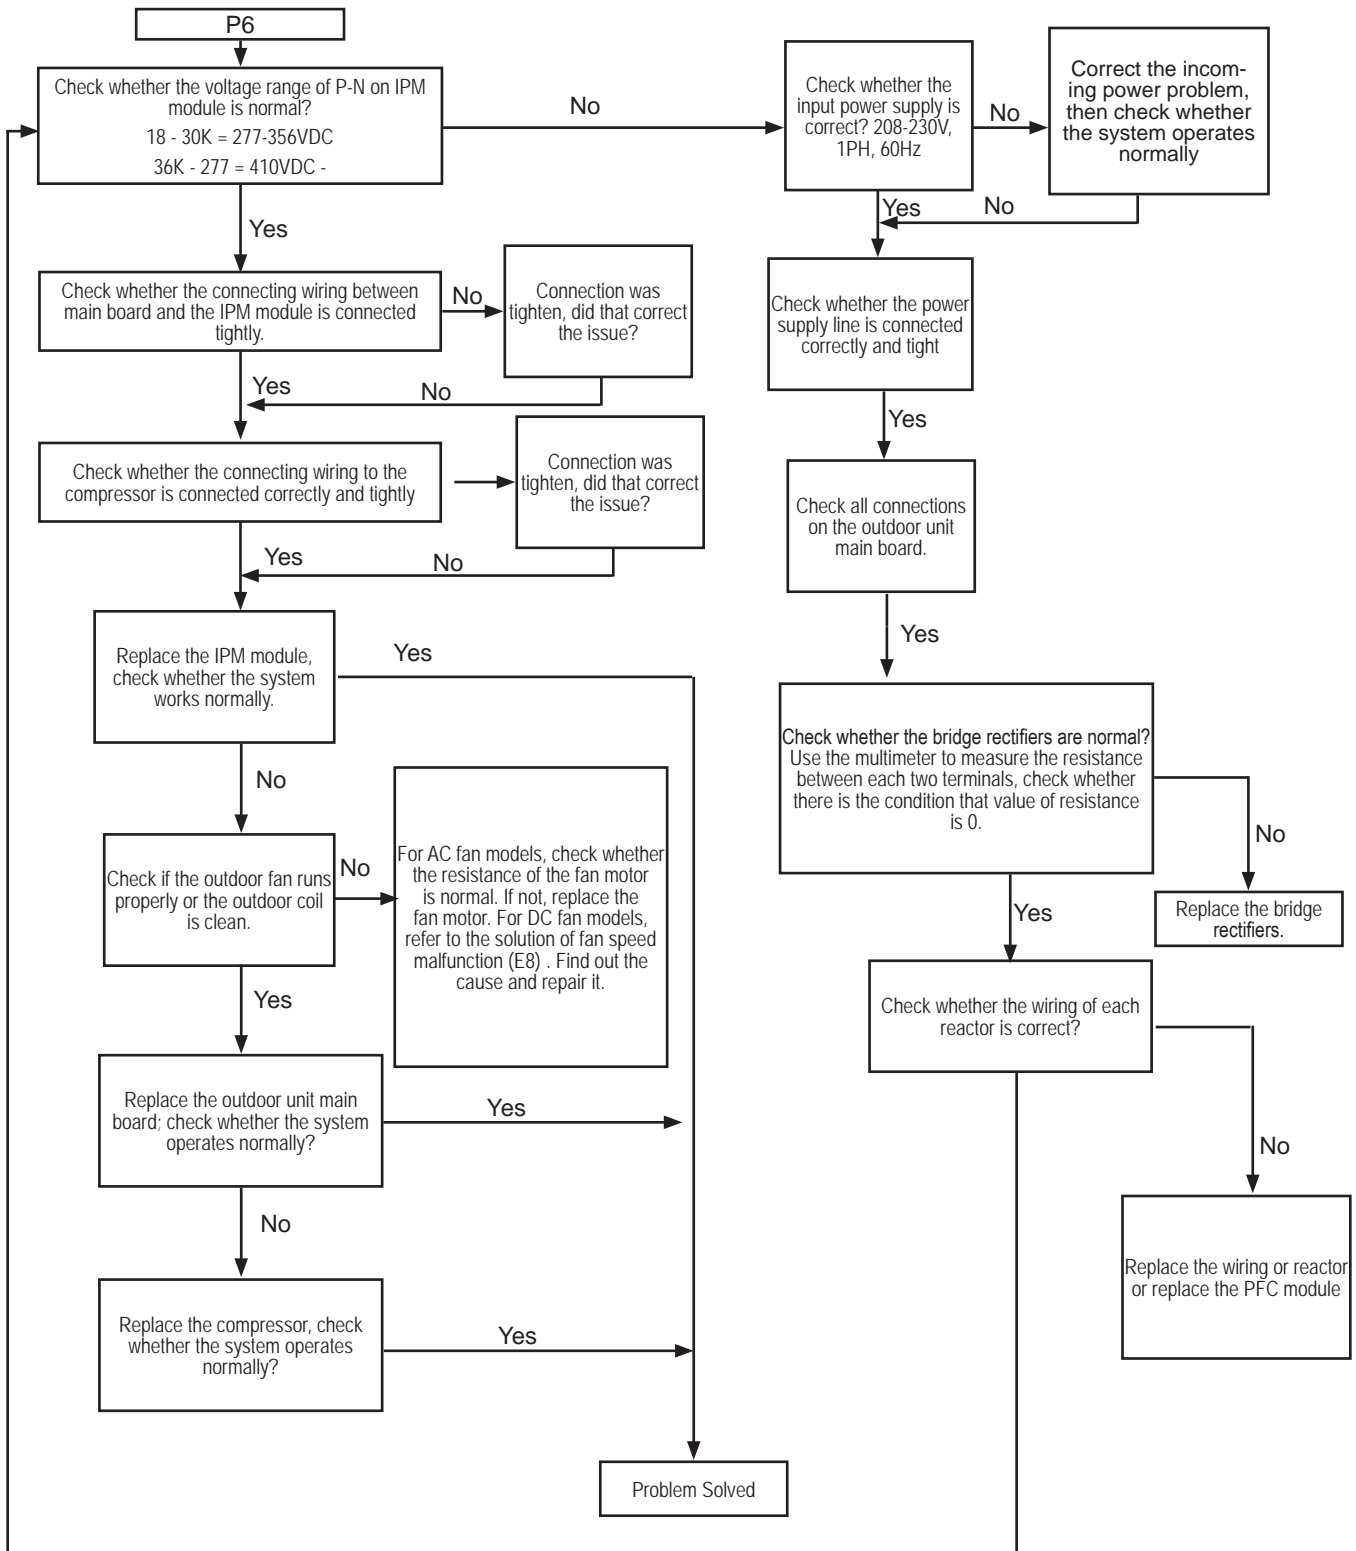 P6
Check whether the voltage range of P-N on IPM
module is normal?
18 - 30K = 277-356VDC
36K - 277 = 410VDC -
No
Check whether the
input power supply is
correct? 208-230V,
1PH, 60Hz
No
Correct the incom-
ing power problem,
then check whether
the system operates
normally
Yes
No
Yes
Check whether the connecting wiring between
main board and the IPM module is connected
tightly.
No
Connection was
tighten, did that correct
the issue?
Yes
No
Check whether the power
supply line is connected
correctly and tight
Yes
Check whether the connecting wiring to the
compressor is connected correctly and tightly
Connection was
tighten, did that correct
the issue?
Yes
No
Check all connections
on the outdoor unit
main board.
Yes
Replace the IPM module,
check whether the system
works normally.
Yes
No
Check whether the bridge rectifiers are normal?
Use the multimeter to measure the resistance
between each two terminals, check whether
there is the condition that value of resistance
is 0.
No
Replace the bridge
rectifiers.
Yes
Check if the outdoor fan runs
properly or the outdoor coil
is clean.
No
For AC fan models, check whether
the resistance of the fan motor
is normal. If not, replace the
fan motor. For DC fan models,
refer to the solution of fan speed
malfunction (E8) . Find out the
cause and repair it.
Yes
Check whether the wiring of each
reactor is correct?
No
Replace the wiring or reactor
or replace the PFC module
Replace the outdoor unit main
board; check whether the system
operates normally?
Yes
No
Replace the compressor, check
whether the system operates
normally?
Yes
Problem Solved